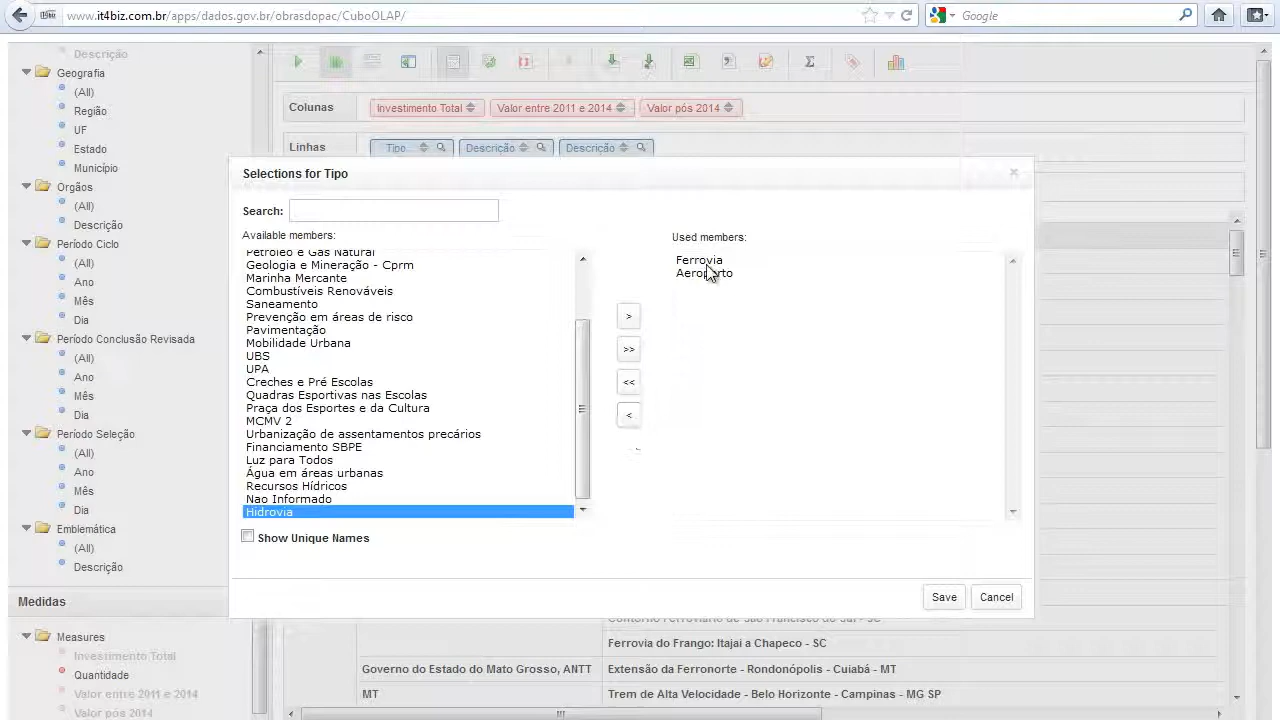 www.it4biz.com.br/apps/dados.gov.br/obrasdopac/CuboOLAP/
Google
Descrição
Geografia
(All)
Região
UF
Estado
Município
Orgãos
(All)
Descrição
Período Ciclo
(All)
Ano
Mês
Dia
Período Conclusão Revisada
(All)
Ano
Mês
Dia
Período Seleção
(All)
Ano
Mês
Dia
Emblemática
(All)
Descrição
Medidas
Measures
Investimento Total
Quantidade
Valor entre 2011 e 2014
Valor pós 2014
Colunas
Investimento Total
Valor entre 2011 e 2014
Valor pós 2014
Linhas
Tipo
Descrição
Descrição
Selections for Tipo
Search:
Available members:
Petróleo e Gás Natural
Geologia e Mineração - Cprm
Marinha Mercante
Combustíveis Renováveis
Saneamento
Prevenção em áreas de risco
Pavimentação
Mobilidade Urbana
UBS
UPA
Creches e Pré Escolas
Quadras Esportivas nas Escolas
Praça dos Esportes e da Cultura
MCMV 2
Urbanização de assentamentos precários
Financiamento SBPE
Luz para Todos
Água em áreas urbanas
Recursos Hídricos
Nao Informado
Hidrovia
>
>>
<<
<
Used members:
Ferrovia
Aeroporto
Show Unique Names
Save
Cancel
Contorno Ferroviário de São Francisco do Sul - SC
Ferrovia do Frango: Itajaí a Chapeco - SC
Governo do Estado do Mato Grosso, ANTT
Extensão da Ferronorte - Rondonópolis - Cuiabá - MT
MT
Trem de Alta Velocidade - Belo Horizonte - Campinas - MG SP